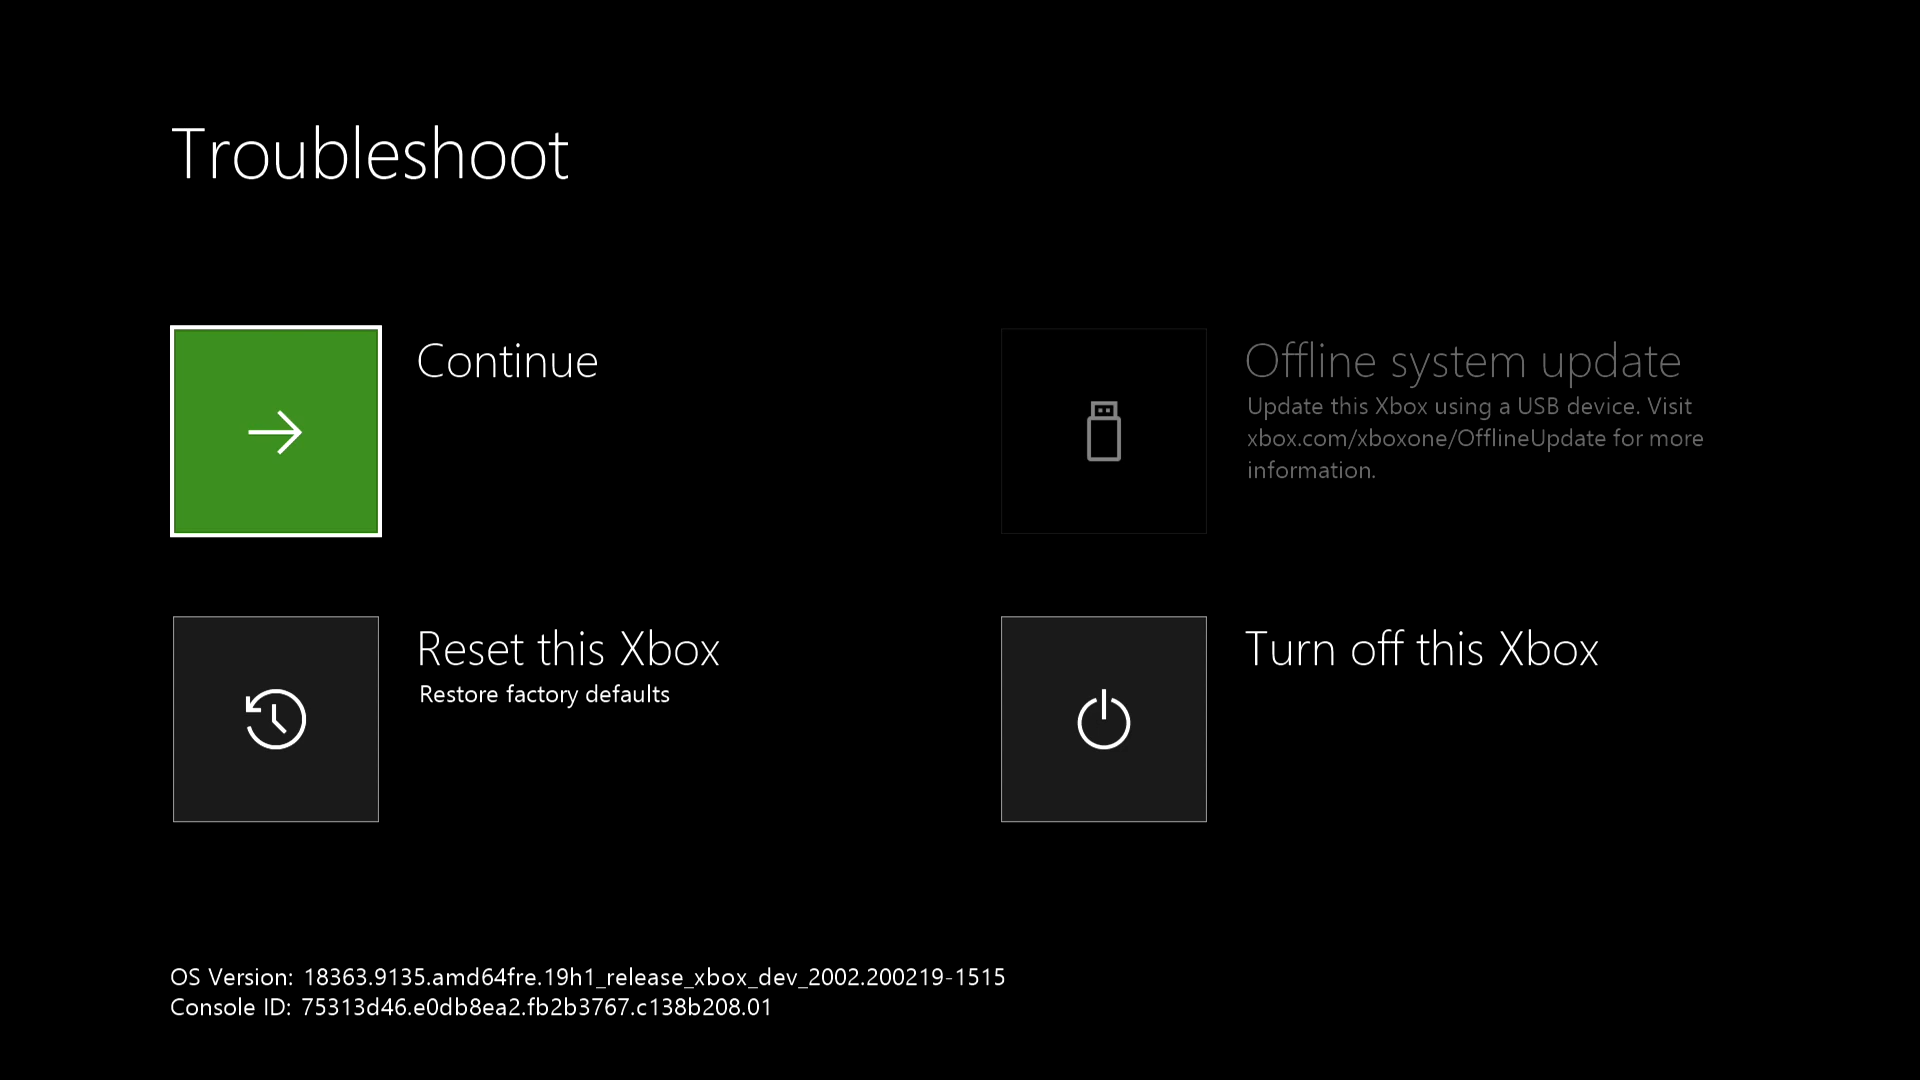 Troubleshoot
Continue
Offline system update
Update this Xbox using a USB device. Visit
xbox.com/xboxone/OfflineUpdate for more
information.
Reset this Xbox
Restore factory defaults
Turn off this Xbox
OS Version: 18363.9135.amd64fre.19h1_release_xbox_dev_2002.200219-1515
Console ID: 75313d46.e0db8ea2.fb2b3767.c138b208.01